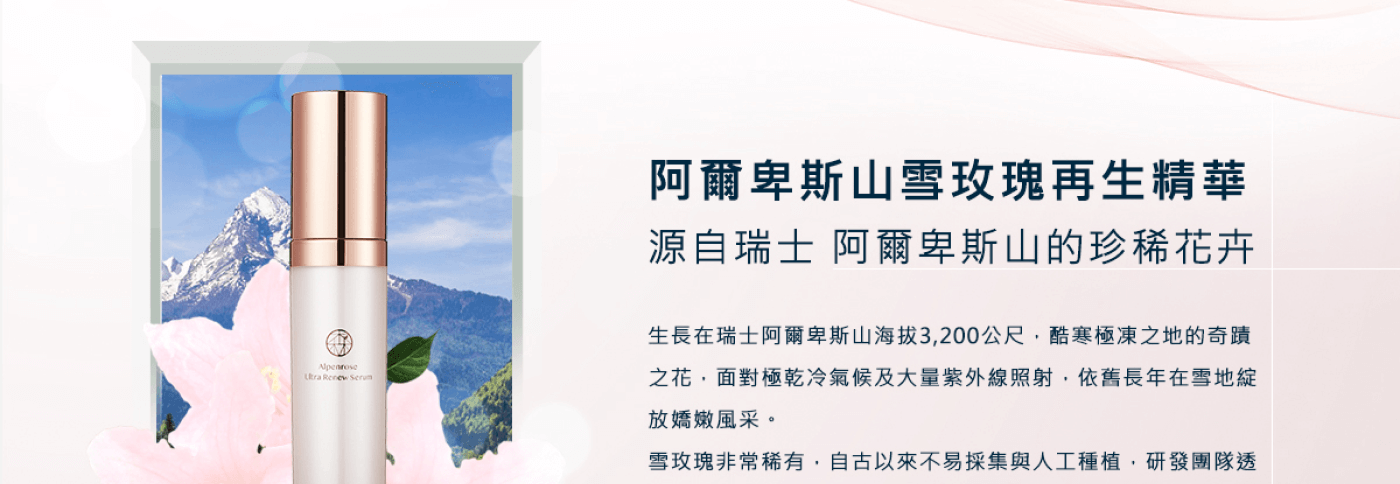 阿爾卑斯山雪玫瑰再生精華
源自瑞士 阿爾卑斯山的珍稀花卉
生長在瑞士阿爾卑斯山海拔3,200公尺，酷寒極凍之地的奇蹟
之花，面對極乾冷氣候及大量紫外線照射，依舊長年在雪地綻
放嬌嫩風采。
雪玫瑰非常稀有，自古以來不易採集與人工種植，研發團隊透
Alpenrose
Ultra Renew Serum